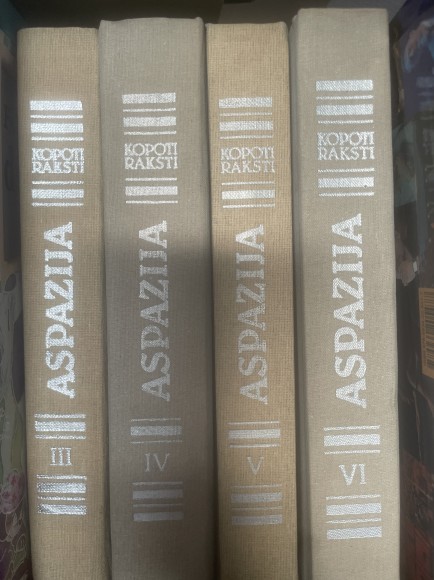 KOPOTI
RAKSTI
ASPAZIJA
III
KOPOTI
RAKSTI
ASPAZIJA
IV
KOPOTI
RAKSTI
ASPAZIJA
V
KOPOTI
RAKSTI
ASPAZIJA
VI